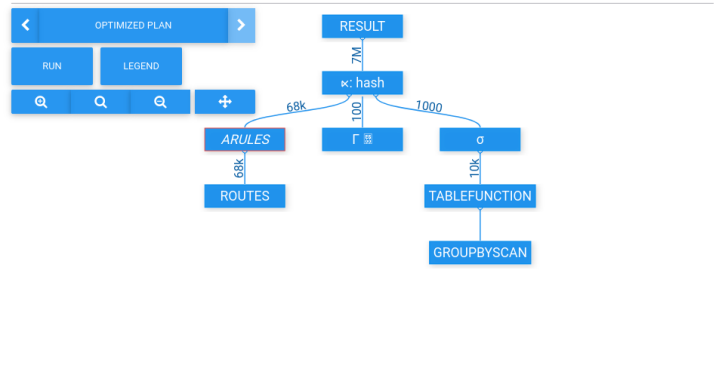 OPTIMIZED PLAN
RUN
LEGEND
RESULT
7M
⋉: hash
68k
100
1000
ARULES
Γ
σ
68k
10k
ROUTES
TABLEFUNCTION
GROUPBYSCAN